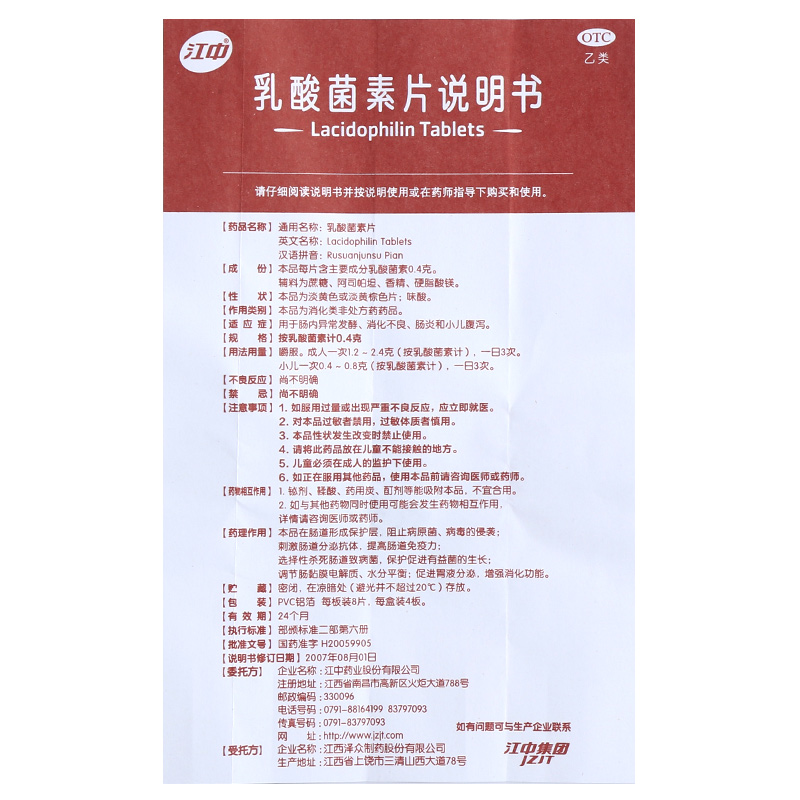 江中®
OTC
乙类
乳酸菌素片说明书
Lacidophilin Tablets
请仔细阅读说明书并按说明使用或在药师指导下购买和使用。
【药品名称】 通用名称：乳酸菌素片
英文名称：Lacidophilin Tablets
汉语拼音：Rusuanjunsu Pian
【成 份】 本品每片含主要成分乳酸菌素0.4克。
辅料为蔗糖、阿司帕坦、香精、硬脂酸镁。
【性 状】 本品为淡黄色或淡黄棕色片；味酸。
【作用类别】 本品为消化类非处方药药品。
【适 应 症】 用于肠内异常发酵、消化不良、肠炎和小儿腹泻。
【规 格】 按乳酸菌素计0.4克
【用法用量】 嚼服。成人一次1.2 ~ 2.4克（按乳酸菌素计），一日3次。
小儿一次0.4 ~ 0.8克（按乳酸菌素计），一日3次。
【不良反应】 尚不明确
【禁 忌】 尚不明确
【注意事项】 1. 如服用过量或出现严重不良反应，应立即就医。
2. 对本品过敏者禁用，过敏体质者慎用。
3. 本品性状发生改变时禁止使用。
4. 请将此药品放在儿童不能接触的地方。
5. 儿童必须在成人的监护下使用。
6. 如正在服用其他药品，使用本品前请咨询医师或药师。
【药物相互作用】 1. 铋剂、鞣酸、药用炭、酊剂等能吸附本品，不宜合用。
2. 如与其他药物同时使用可能会发生药物相互作用，
详情请咨询医师或药师。
【药理作用】 本品在肠道形成保护层，阻止病原菌、病毒的侵袭；
刺激肠道分泌抗体，提高肠道免疫力；
选择性杀死肠道致病菌，保护促进有益菌的生长；
调节肠黏膜电解质、水分平衡；促进胃液分泌，增强消化功能。
【贮 藏】 密闭，在凉暗处（避光并不超过20℃）存放。
【包 装】 PVC铝箔 每板装8片，每盒装4板。
【有 效 期】 24个月
【执行标准】 部颁标准二部第六册
【批准文号】 国药准字 H20059905
【说明书修订日期】 2007年08月01日
【委托方】 企业名称：江中药业股份有限公司
注册地址：江西省南昌市高新区火炬大道788号
邮政编码：330096
电话号码：0791-88164199 83797093
传真号码：0791-83797093
网 址：http://www.jzjt.com
如有问题可与生产企业联系
【受托方】 企业名称：江西泽众制药股份有限公司
生产地址：江西省上饶市三清山西大道78号
江中集团
JZJT